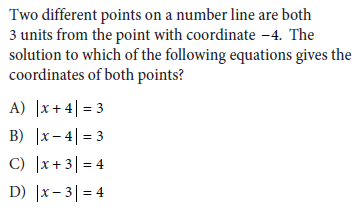 Two different points on a number line are both
3 units from the point with coordinate −4. The
solution to which of the following equations gives the
coordinates of both points?
A) |x + 4| = 3
B) |x − 4| = 3
C) |x + 3| = 4
D) |x − 3| = 4